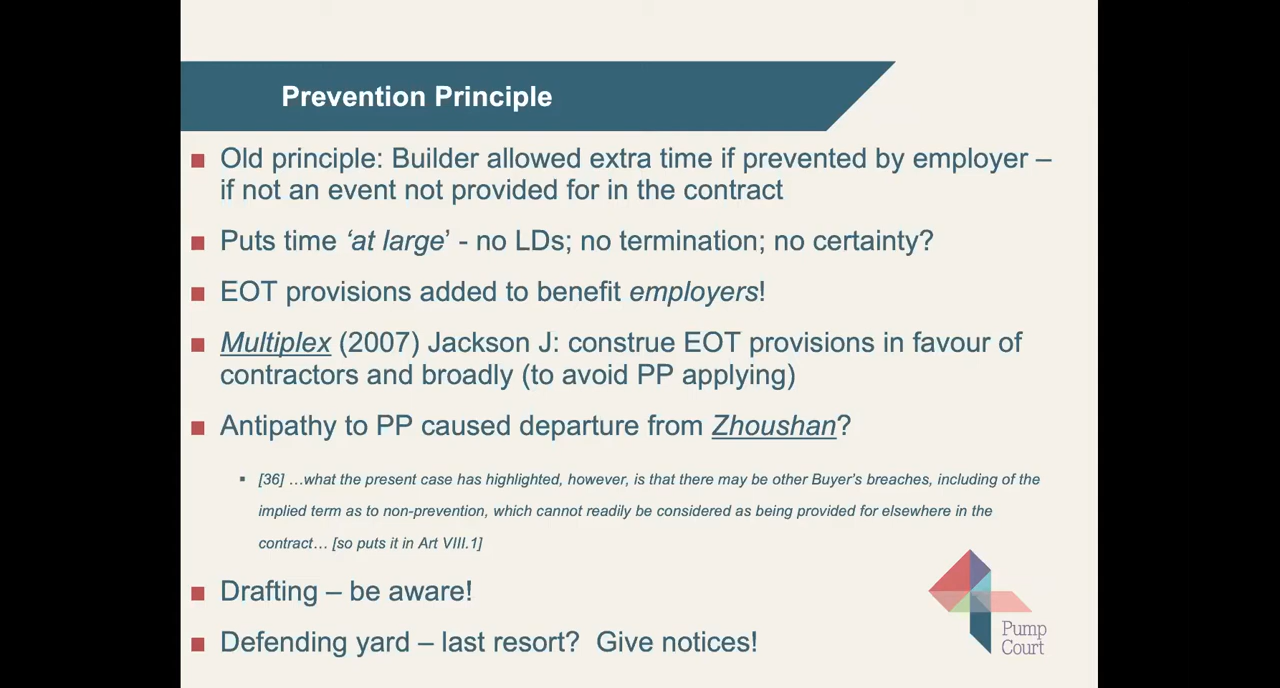 Prevention Principle
Old principle: Builder allowed extra time if prevented by employer –
if not an event not provided for in the contract
Puts time ‘at large’ - no LDs; no termination; no certainty?
EOT provisions added to benefit employers!
Multiplex (2007) Jackson J: construe EOT provisions in favour of
contractors and broadly (to avoid PP applying)
Antipathy to PP caused departure from Zhoushan?
[36] …what the present case has highlighted, however, is that there may be other Buyer’s breaches, including of the
implied term as to non-prevention, which cannot readily be considered as being provided for elsewhere in the
contract… [so puts it in Art VIII.1]
Drafting – be aware!
Defending yard – last resort? Give notices!
Pump
Court